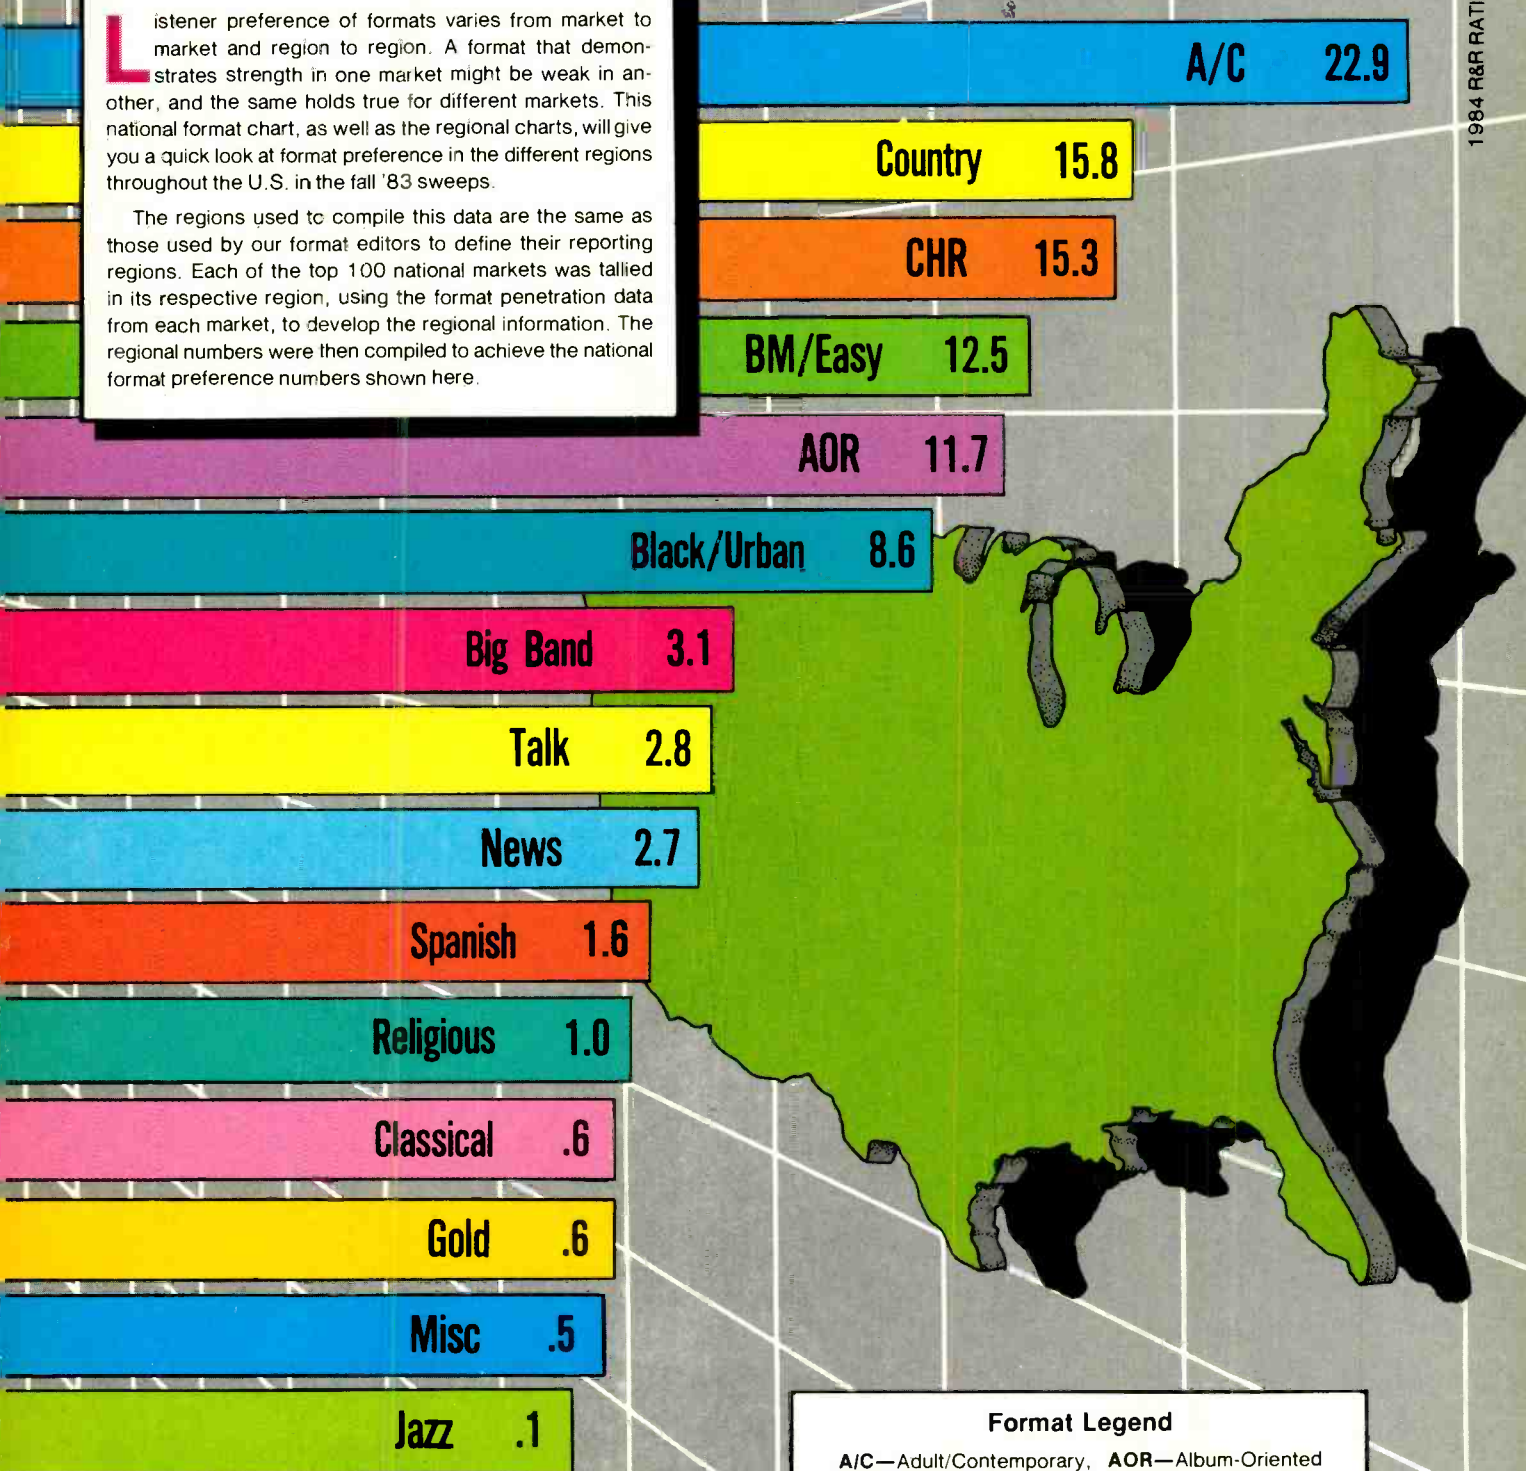 Listener preference of formats varies from market to
market and region to region. A format that demon-
strates strength in one market might be weak in an-
other, and the same holds true for different markets. This
national format chart, as well as the regional charts, will give
you a quick look at format preference in the different regions
throughout the U.S. in the fall '83 sweeps.
The regions used to compile this data are the same as
those used by our format editors to define their reporting
regions. Each of the top 100 national markets was tallied
in its respective region, using the format penetration data
from each market, to develop the regional information. The
regional numbers were then compiled to achieve the national
format preference numbers shown here.
A/C 22.9
Country 15.8
CHR 15.3
BM/Easy 12.5
AOR 11.7
Black/Urban 8.6
Big Band 3.1
Talk 2.8
News 2.7
Spanish 1.6
Religious 1.0
Classical .6
Gold .6
Misc .5
Jazz .1
1984 R&R
Format Legend
A/C—Adult/Contemporary, AOR—Album-Oriented